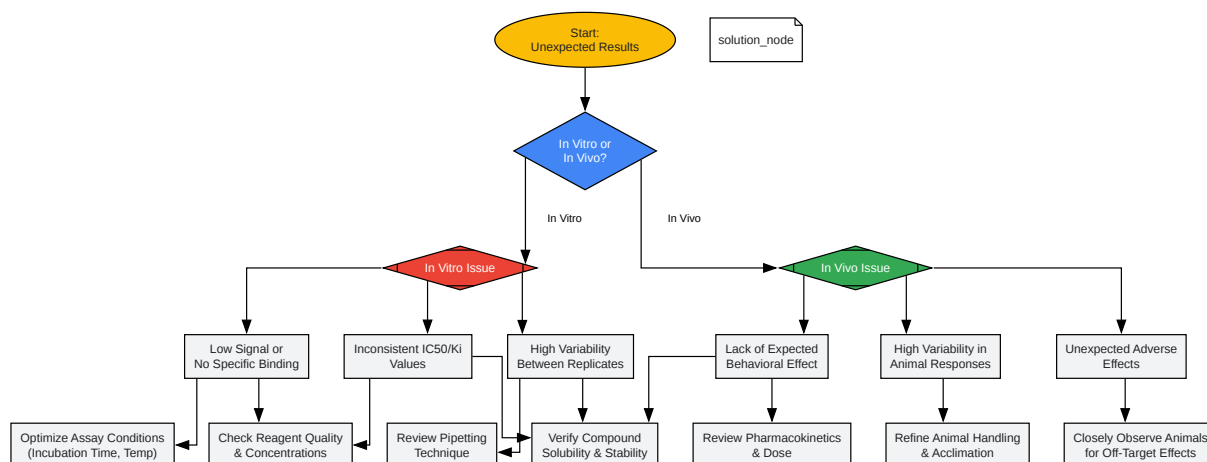 Start:
Unexpected Results
solution_node
In Vitro or
In Vivo?
In Vitro
In Vivo
In Vitro Issue
In Vivo Issue
Low Signal or
No Specific Binding
Inconsistent IC50/Ki
Values
High Variability
Between Replicates
Lack of Expected
Behavioral Effect
High Variability in
Animal Responses
Unexpected Adverse
Effects
Optimize Assay Conditions
(Incubation Time, Temp)
Check Reagent Quality
& Concentrations
Review Pipetting
Technique
Verify Compound
Solubility & Stability
Review Pharmacokinetics
& Dose
Refine Animal Handling
& Acclimation
Closely Observe Animals
for Off-Target Effects